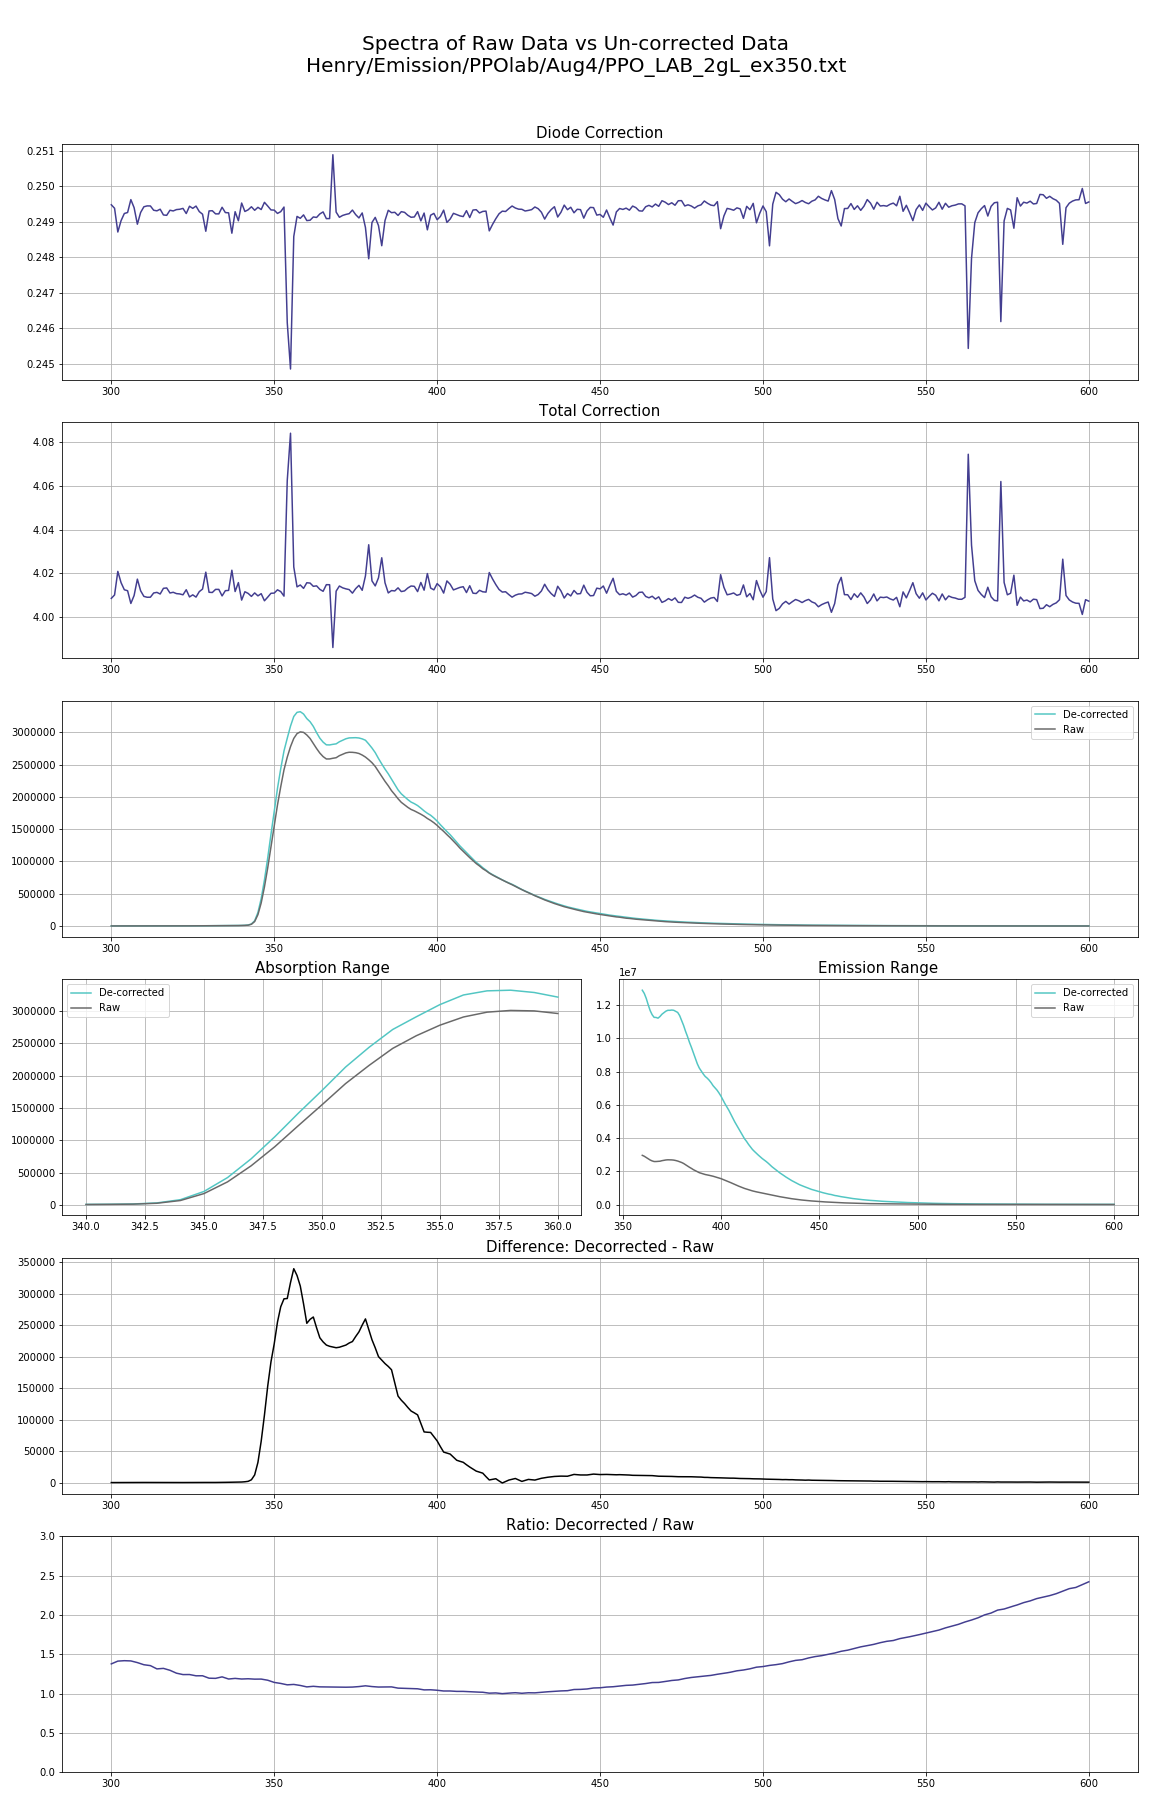 Spectra of Raw Data vs Un-corrected Data
Henry/Emission/PPOlab/Aug4/PPO_LAB_2gL_ex350.txt
Diode Correction
0.251
0.250
0.249
0.248
0.247
0.246
0.245
300 350 400 450 500 550 600
Total Correction
4.08
4.06
4.04
4.02
4.00
300 350 400 450 500 550 600
De-corrected
Raw
3000000
2500000
2000000
1500000
1000000
500000
0
300 350 400 450 500 550 600
Absorption Range
De-corrected
Raw
3000000
2500000
2000000
1500000
1000000
500000
0
340.0 342.5 345.0 347.5 350.0 352.5 355.0 357.5 360.0
Emission Range
1e7
De-corrected
Raw
1.2
1.0
0.8
0.6
0.4
0.2
0.0
350 400 450 500 550 600
Difference: Decorrected - Raw
350000
300000
250000
200000
150000
100000
50000
0
300 350 400 450 500 550 600
Ratio: Decorrected / Raw
3.0
2.5
2.0
1.5
1.0
0.5
0.0
300 350 400 450 500 550 600